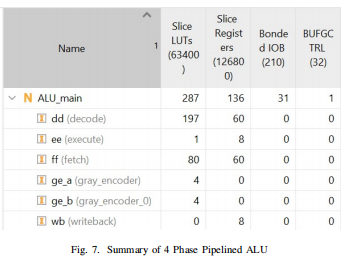 Name 1 Slice LUTs (63400) Slice Registers (126800) Bonded IOB (210) BUFGCTRL (32)
N ALU_main 287 136 31 1
dd (decode) 197 60 0 0
ee (execute) 1 8 0 0
ff (fetch) 80 60 0 0
ge_a (gray_encoder) 4 0 0 0
ge_b (gray_encoder_0) 4 0 0 0
wb (writeback) 0 8 0 0
Fig. 7. Summary of 4 Phase Pipelined ALU